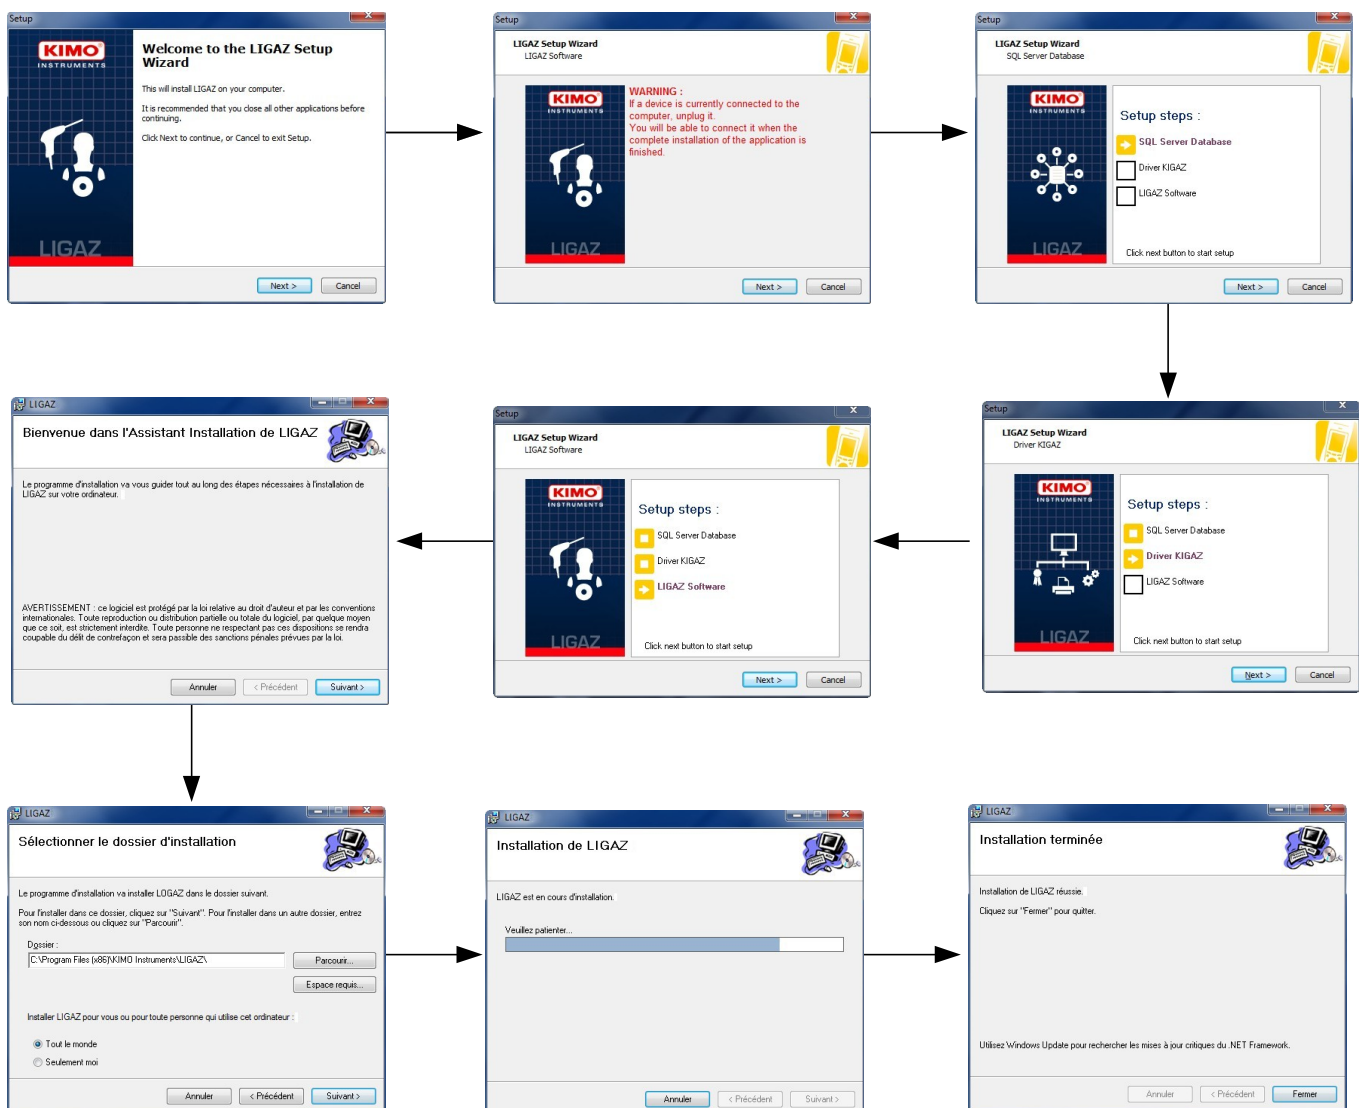 Setup
KIMO
INSTRUMENTS
LIGAZ
Welcome to the LIGAZ Setup
Wizard
This will install LIGAZ on your computer.
It is recommended that you close all other applications before
continuing.
Click Next to continue, or Cancel to exit Setup.
Next >
Cancel
Setup
LIGAZ Setup Wizard
LIGAZ Software
KIMO
INSTRUMENTS
LIGAZ
WARNING :
If a device is currently connected to the
computer, unplug it.
You will be able to connect it when the
complete installation of the application is
finished.
Next >
Cancel
Setup
LIGAZ Setup Wizard
SQL Server Database
KIMO
INSTRUMENTS
LIGAZ
Setup steps :
SQL Server Database
Driver KIGAZ
LIGAZ Software
Click next button to start setup
Next >
Cancel
Setup
LIGAZ Setup Wizard
Driver KIGAZ
KIMO
INSTRUMENTS
LIGAZ
Setup steps :
SQL Server Database
Driver KIGAZ
LIGAZ Software
Click next button to start setup
Next >
Cancel
Setup
LIGAZ Setup Wizard
LIGAZ Software
KIMO
INSTRUMENTS
LIGAZ
Setup steps :
SQL Server Database
Driver KIGAZ
LIGAZ Software
Click next button to start setup
Next >
Cancel
LIGAZ
Bienvenue dans l'Assistant Installation de LIGAZ
Le programme d'installation va vous guider tout au long des étapes nécessaires à l'installation de
LIGAZ sur votre ordinateur.
AVERTISSEMENT : ce logiciel est protégé par la loi relative au droit d'auteur et par les conventions
internationales. Toute reproduction ou distribution partielle ou totale du logiciel, par quelque moyen
que ce soit, est strictement interdite. Toute personne ne respectant pas ces dispositions se rendra
coupable du délit de contrefaçon et sera passible des sanctions pénales prévues par la loi.
Annuler
< Précédent
Suivant >
LIGAZ
Sélectionner le dossier d'installation
Le programme d'installation va installer LOGAZ dans le dossier suivant.
Pour l'installer dans ce dossier, cliquez sur "Suivant". Pour l'installer dans un autre dossier, entrez
son nom ci-dessous ou cliquez sur "Parcourir".
Dossier :
C:\Program Files (x86)\KIMO Instruments\LIGAZ\
Parcourir...
Espace requis...
Installer LIGAZ pour vous ou pour toute personne qui utilise cet ordinateur :
Tout le monde
Seulement moi
Annuler
< Précédent
Suivant >
LIGAZ
Installation de LIGAZ
LIGAZ est en cours d'installation.
Veuillez patienter...
Annuler
< Précédent
Suivant >
LIGAZ
Installation terminée
Installation de LIGAZ réussie.
Cliquez sur "Fermer" pour quitter.
Utilisez Windows Update pour rechercher les mises à jour critiques du .NET Framework.
Annuler
< Précédent
Fermer